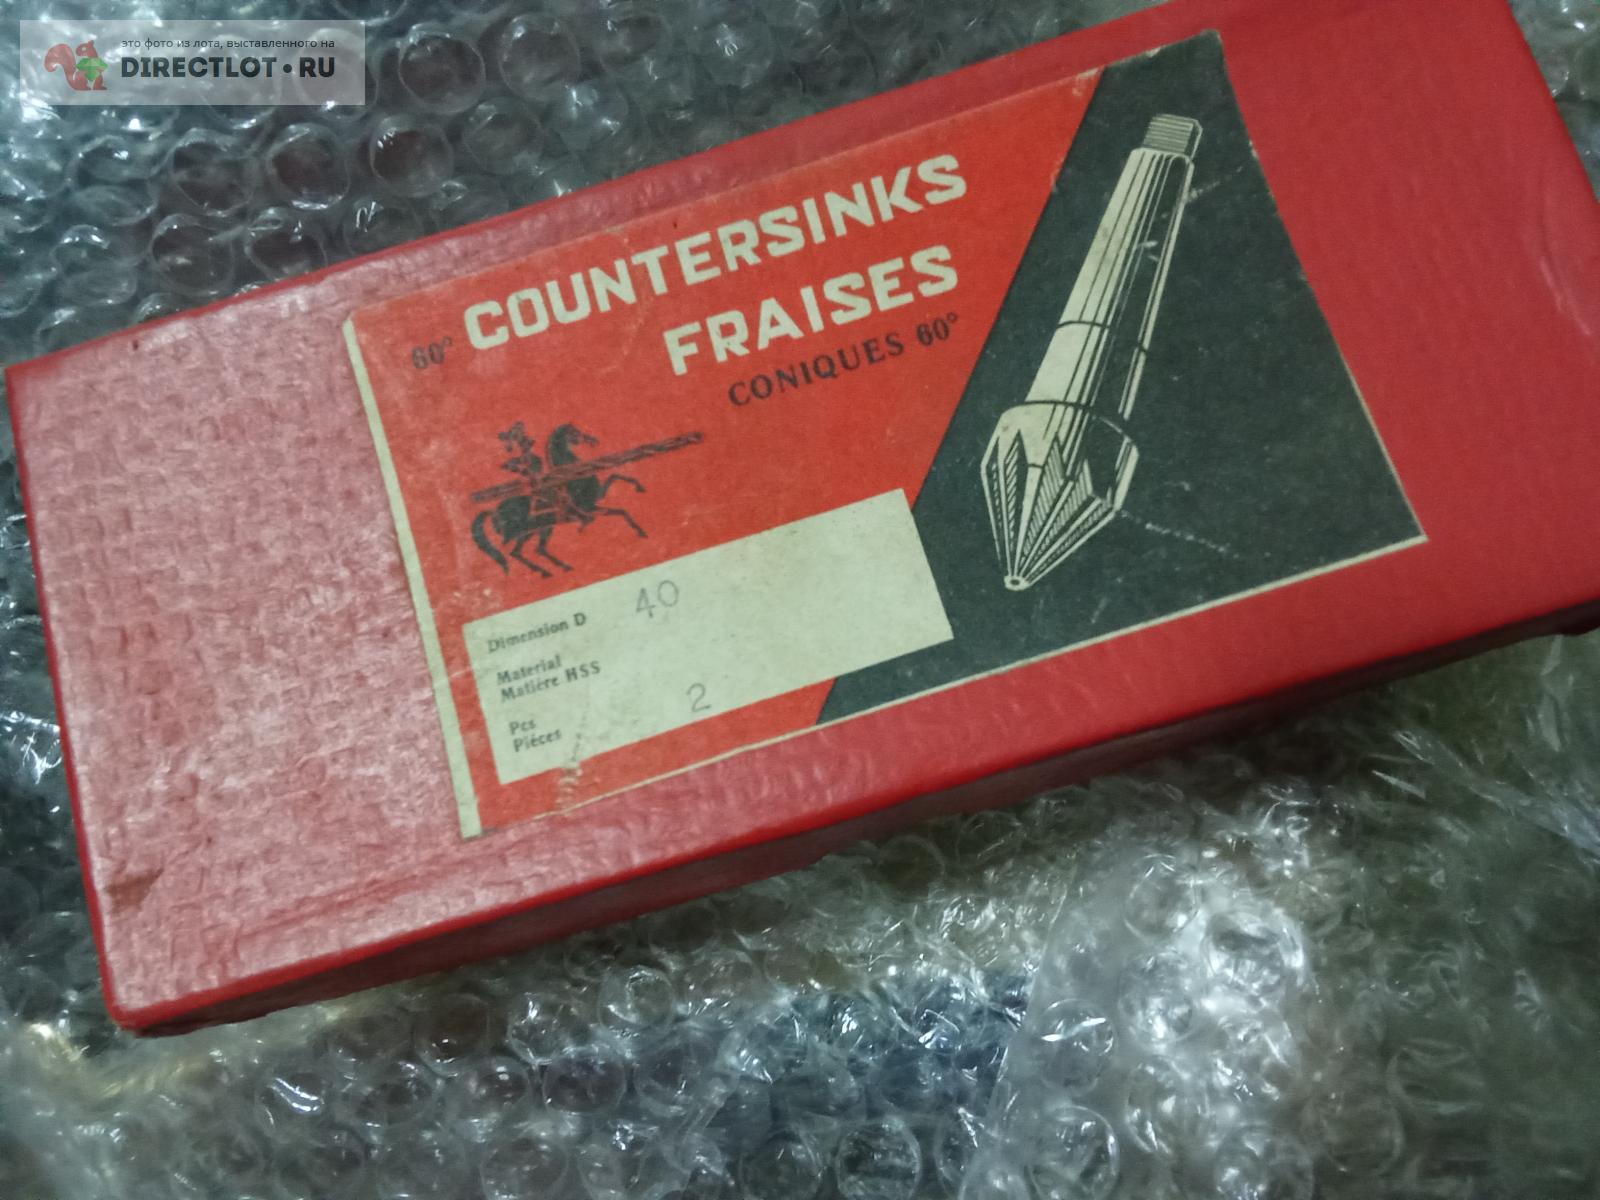 это фото из лота, выставленного на
DIRECTLOT•RU
60° COUNTERSINKS
FRAISES
CONIQUES 60°
Dimension D 40
Material
Matière HSS
Pcs
Pièces 2